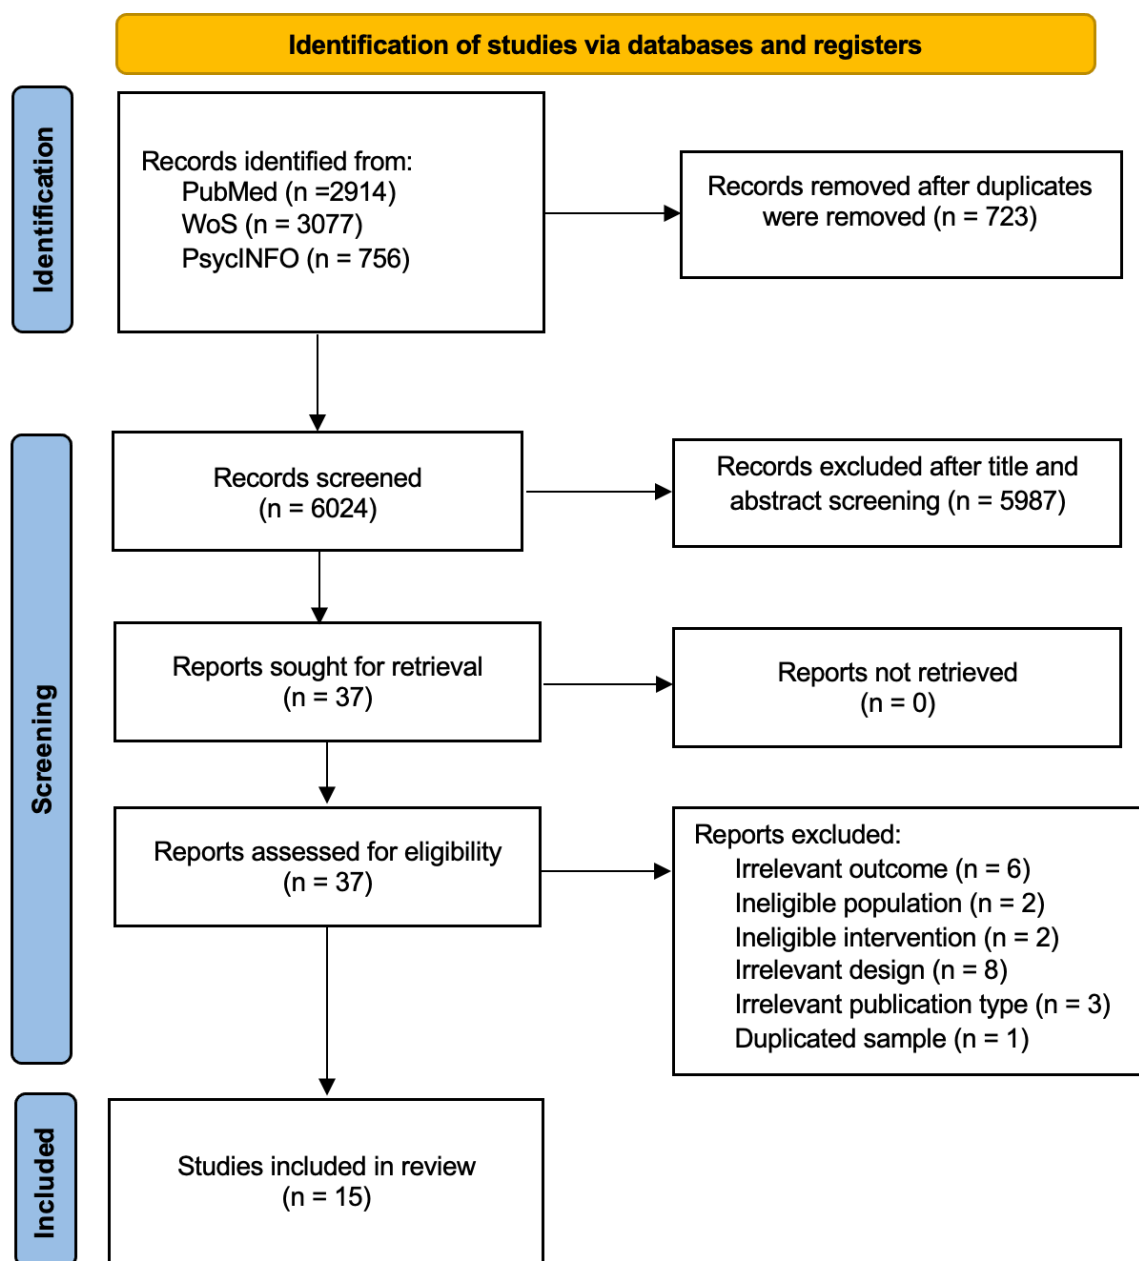 Identification of studies via databases and registers
Identification
Records identified from:
PubMed (n =2914)
WoS (n = 3077)
PsycINFO (n = 756)
Records removed after duplicates
were removed (n = 723)
Screening
Records screened
(n = 6024)
Records excluded after title and
abstract screening (n = 5987)
Reports sought for retrieval
(n = 37)
Reports not retrieved
(n = 0)
Reports assessed for eligibility
(n = 37)
Reports excluded:
Irrelevant outcome (n = 6)
Ineligible population (n = 2)
Ineligible intervention (n = 2)
Irrelevant design (n = 8)
Irrelevant publication type (n = 3)
Duplicated sample (n = 1)
Included
Studies included in review
(n = 15)